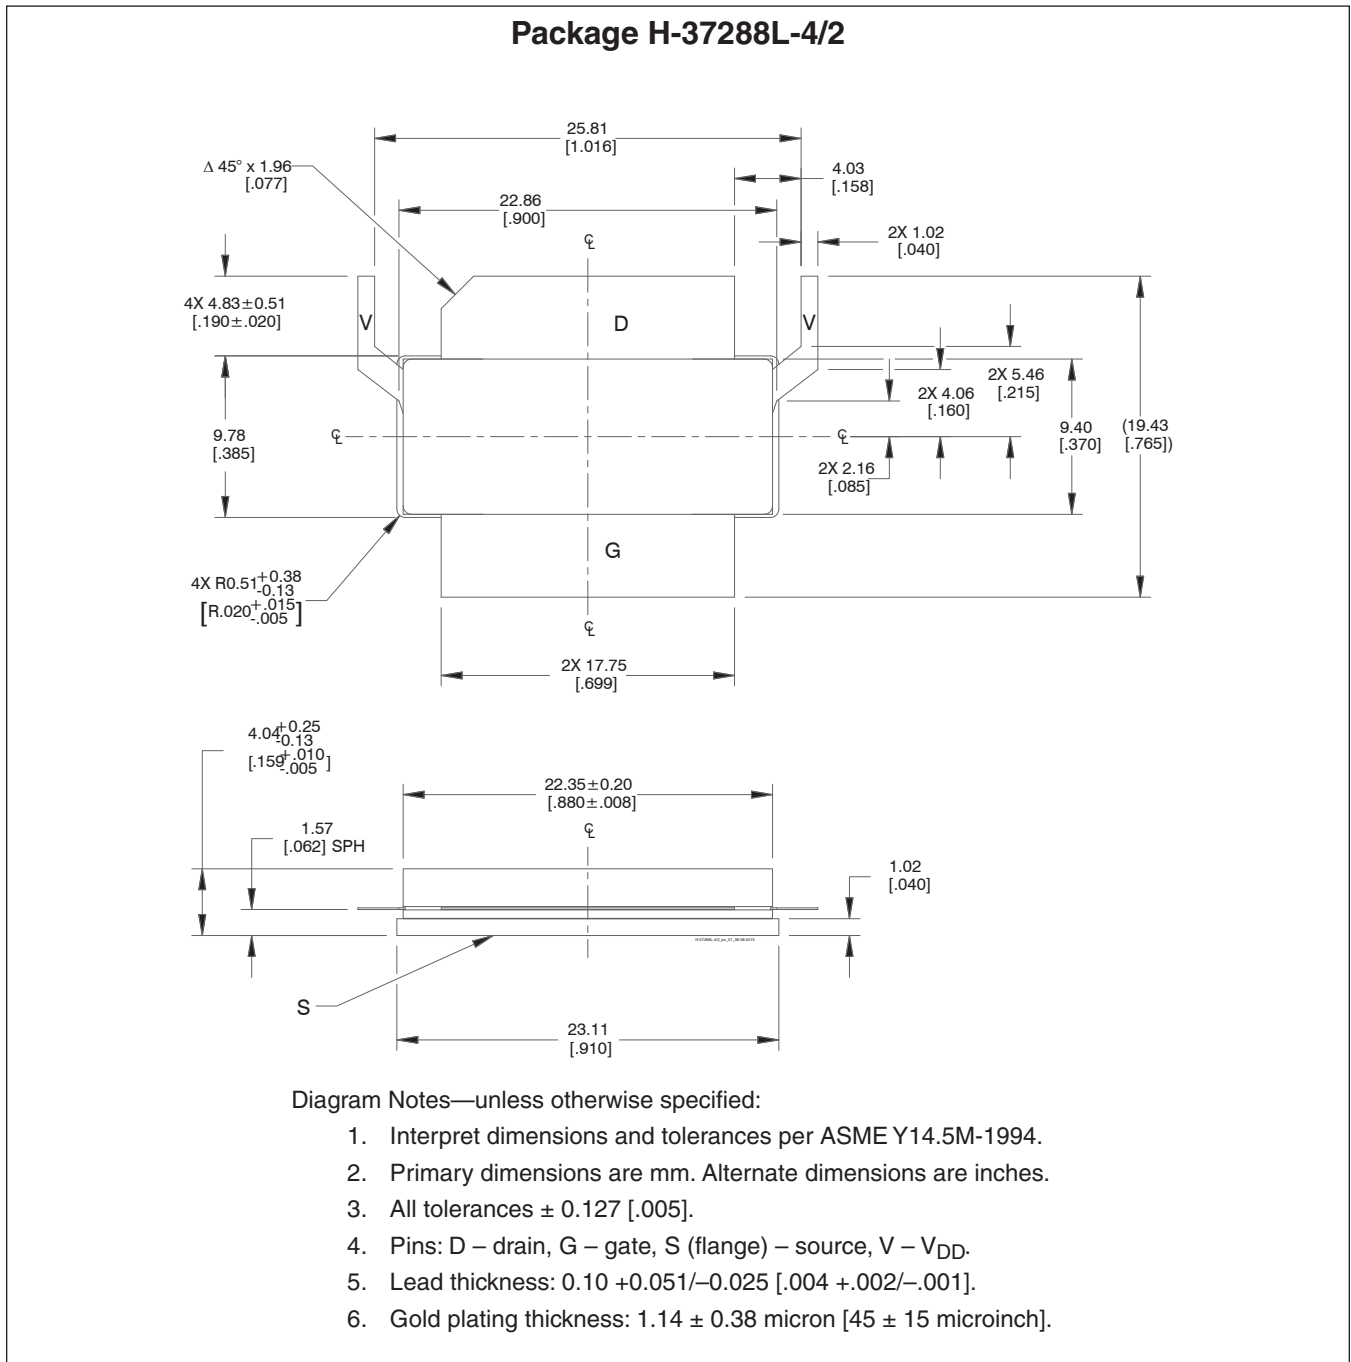 Package H-37288L-4/2
25.81
[1.016]
∆ 45° x 1.96
[.077]
4.03
[.158]
22.86
[.900]
2X 1.02
[.040]
℄
4X 4.83±0.51
[.190±.020]
V
D
V
2X 5.46
[.215]
2X 4.06
[.160]
9.78
[.385]
℄
℄
9.40
[.370]
(19.43
[.765])
2X 2.16
[.085]
G
4X R0.51+0.38
-0.13
[R.020+.015
-.005]
℄
2X 17.75
[.699]
4.04+0.25
-0.13
[.159+.010
-.005]
22.35±0.20
[.880±.008]
℄
1.57
[.062] SPH
1.02
[.040]
S
23.11
[.910]
Diagram Notes—unless otherwise specified:
1. Interpret dimensions and tolerances per ASME Y14.5M-1994.
2. Primary dimensions are mm. Alternate dimensions are inches.
3. All tolerances ± 0.127 [.005].
4. Pins: D – drain, G – gate, S (flange) – source, V – VDD.
5. Lead thickness: 0.10 +0.051/–0.025 [.004 +.002/–.001].
6. Gold plating thickness: 1.14 ± 0.38 micron [45 ± 15 microinch].